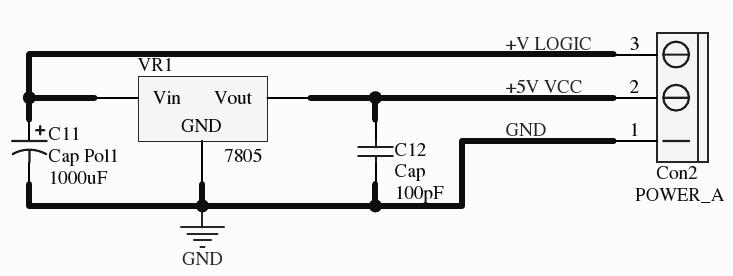 +V LOGIC 3
VR1
+5V VCC 2
Vin Vout
GND
7805
+ C11
Cap Pol1
1000uF
C12
Cap
100pF
GND 1
Con2
POWER_A
GND